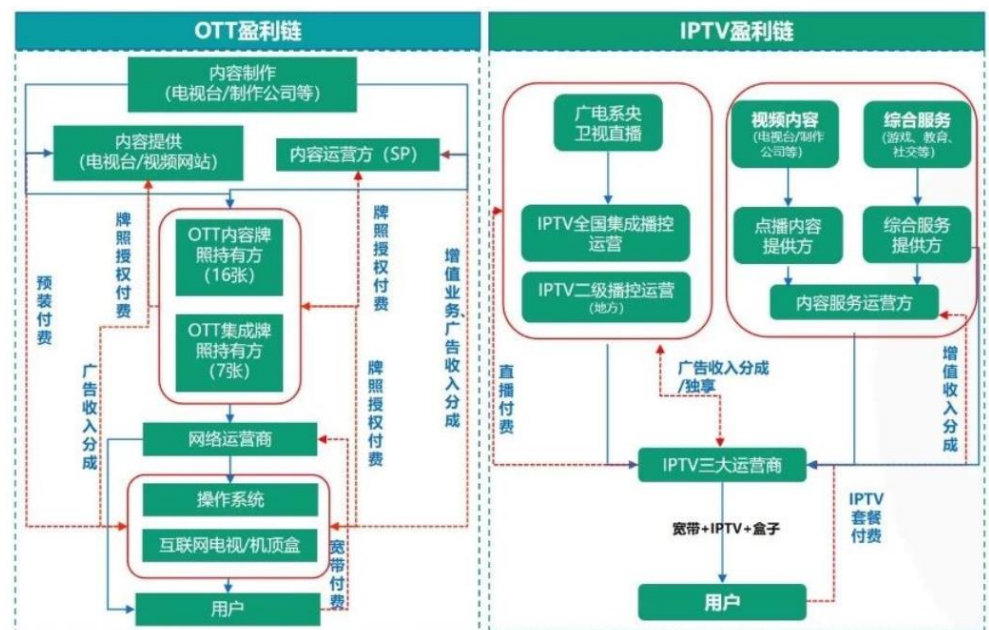 OTT盈利链
内容制作
(电视台/制作公司等)
内容提供
(电视台/视频网站)
内容运营方（SP）
OTT内容牌
照持有方
(16张)
OTT集成牌
照持有方
(7张)
网络运营商
操作系统
互联网电视/机顶盒
用户
预装付费
广告收入分成
牌照授权付费
牌照授权付费
牌照授权付费
增值业务、广告收入分成
宽带付费
IPTV盈利链
广电系央
卫视直播
IPTV全国集成播控
运营
IPTV二级播控运营
(地方)
视频内容
(电视台/制作
公司等)
综合服务
(游戏、教育、
社交等)
点播内容
提供方
综合服务
提供方
内容服务运营方
直播付费
广告收入分成
/独享
增值收入分成
IPTV三大运营商
宽带+IPTV+盒子
IPTV
套餐
付费
用户